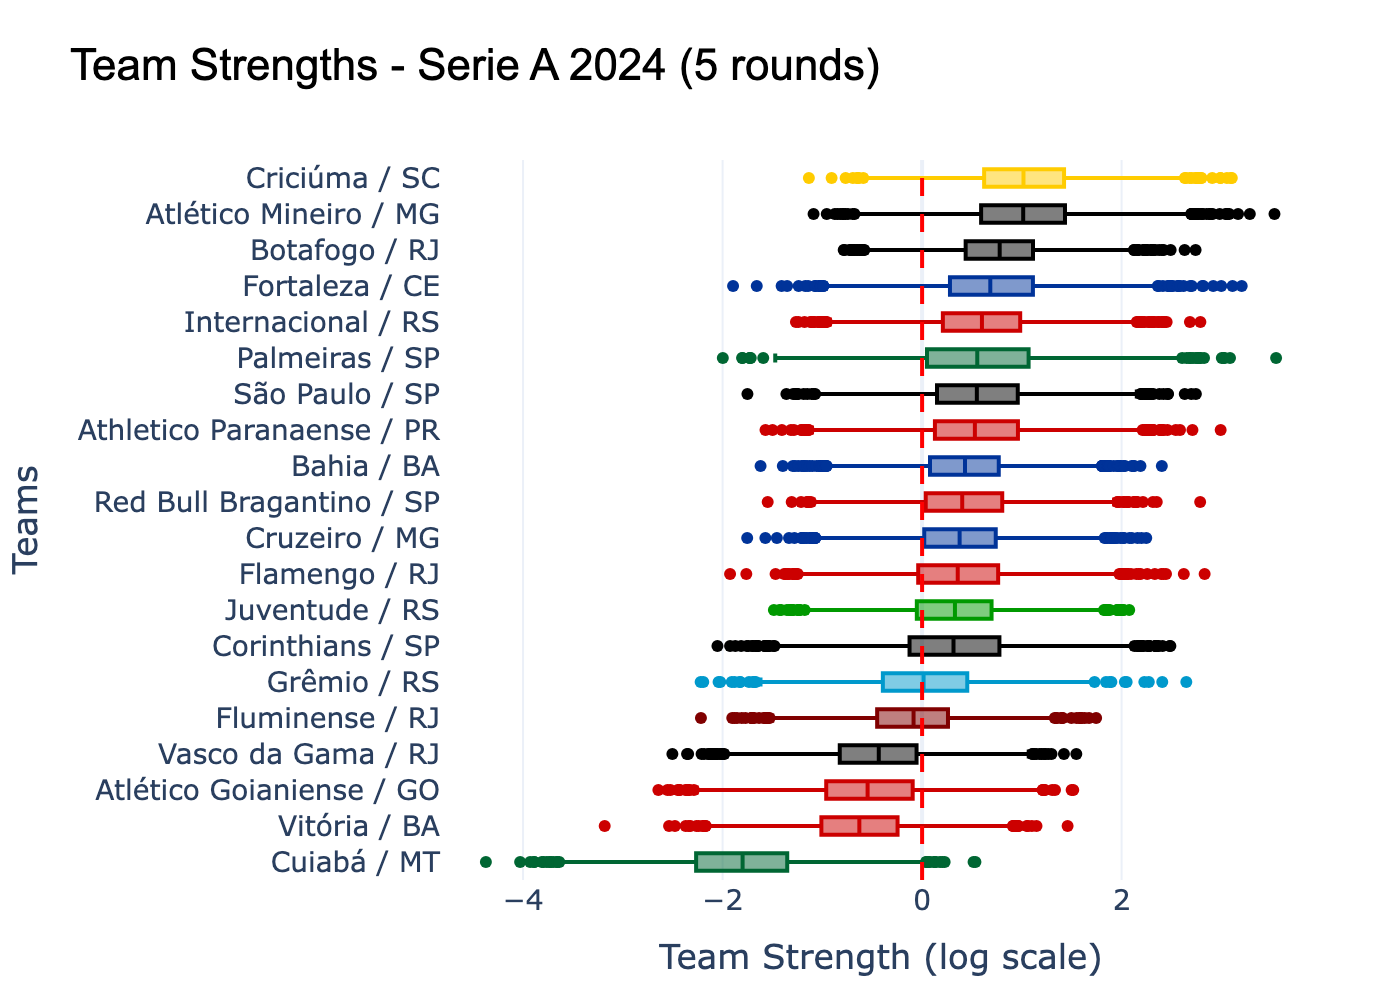 Team Strengths - Serie A 2024 (5 rounds)
Teams
Criciúma / SC
Atlético Mineiro / MG
Botafogo / RJ
Fortaleza / CE
Internacional / RS
Palmeiras / SP
São Paulo / SP
Athletico Paranaense / PR
Bahia / BA
Red Bull Bragantino / SP
Cruzeiro / MG
Flamengo / RJ
Juventude / RS
Corinthians / SP
Grêmio / RS
Fluminense / RJ
Vasco da Gama / RJ
Atlético Goianiense / GO
Vitória / BA
Cuiabá / MT
−4 −2 0 2
Team Strength (log scale)